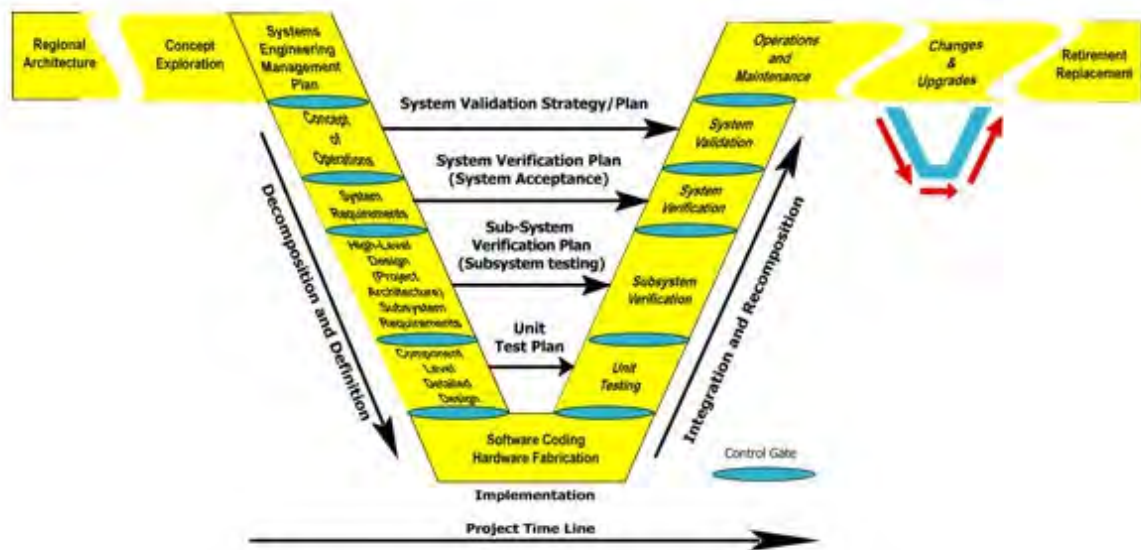 Regional
Architecture
Concept
Exploration
Systems
Engineering
Management
Plan
Operations
and
Maintenance
Changes
&
Upgrades
Retirement
Replacement
System Validation Strategy/Plan
Concept
of
Operations
System
Validation
System Verification Plan
(System Acceptance)
System
Requirements
System
Verification
Sub-System
Verification Plan
(Subsystem testing)
High-Level
Design
(Project
Architecture)
Subsystem
Requirements
Subsystem
Verification
Unit
Test Plan
Component
Level
Detailed
Design
Unit
Testing
Decomposition and Definition
Integration and Recomposition
Software Coding
Hardware Fabrication
Control Gate
Implementation
Project Time Line